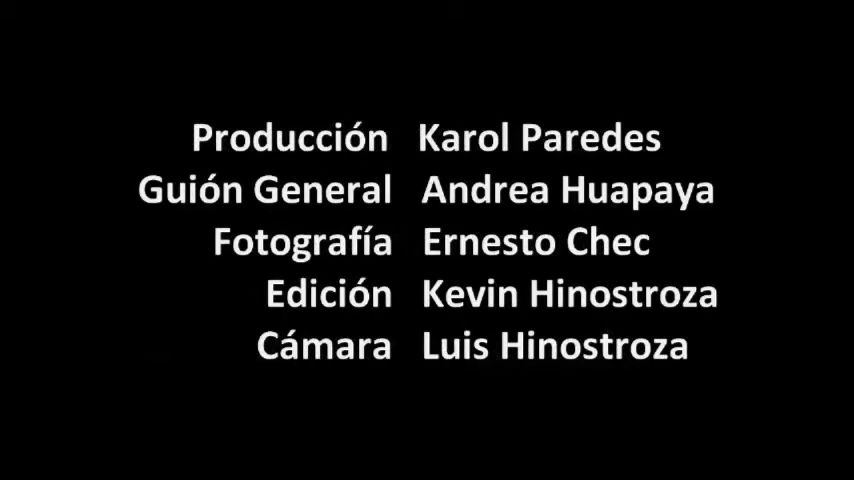 Producción Karol Paredes
Guión General Andrea Huapaya
Fotografía Ernesto Chec
Edición Kevin Hinostroza
Cámara Luis Hinostroza